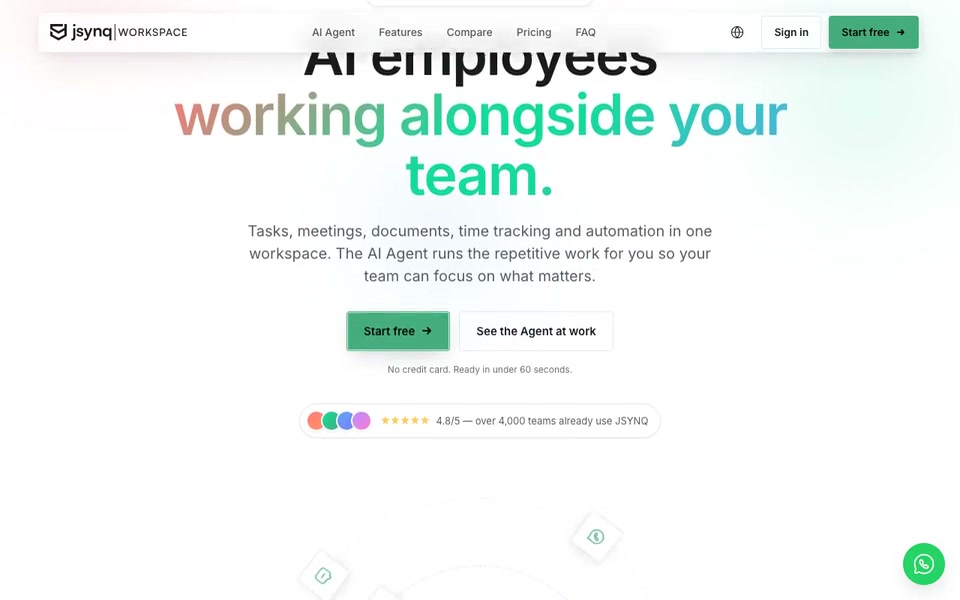 jsynq|WORKSPACE AI Agent Features Compare Pricing FAQ Sign in Start free →
AI employees
working alongside your
team.
Tasks, meetings, documents, time tracking and automation in one
workspace. The AI Agent runs the repetitive work for you so your
team can focus on what matters.
Start free → See the Agent at work
No credit card. Ready in under 60 seconds.
★★★★★ 4.8/5 — over 4,000 teams already use JSYNQ